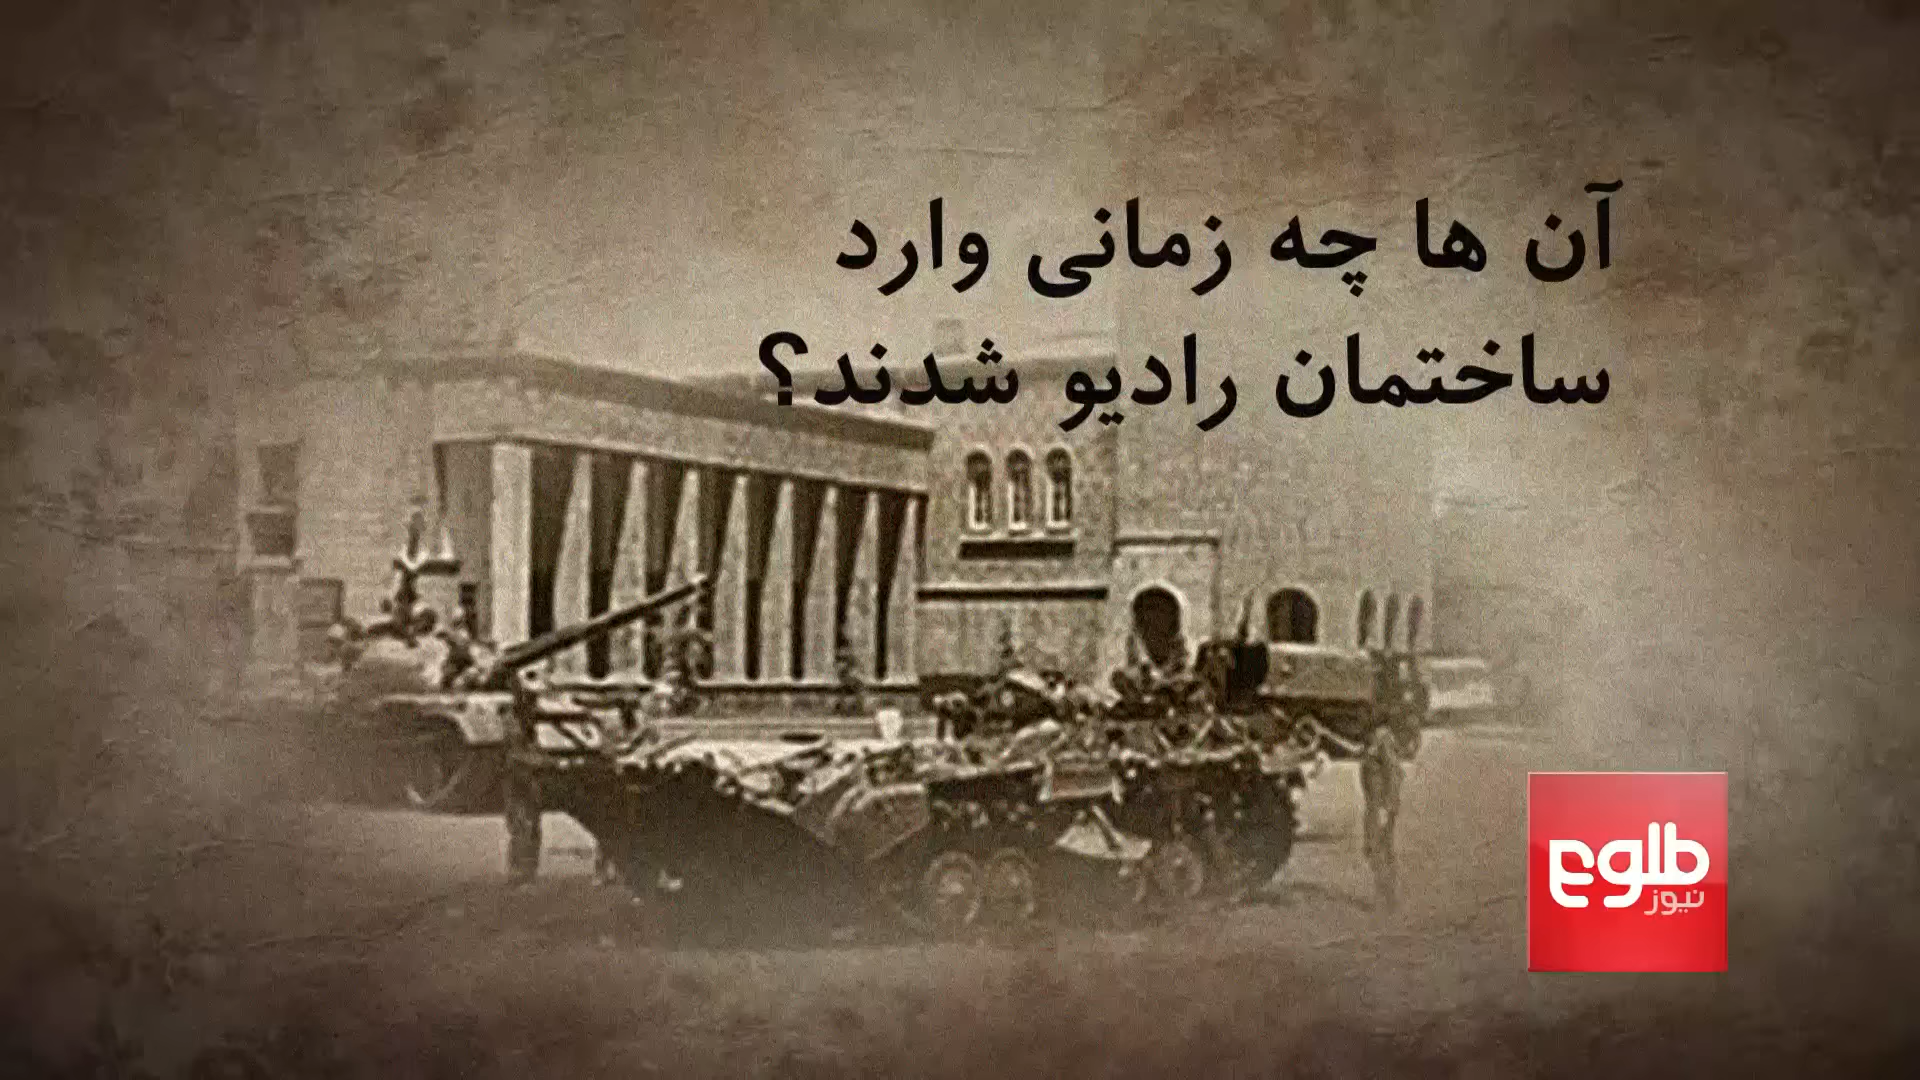 آن ها چه زمانی وارد
ساختمان رادیو شدند؟
طلوع
نیوز